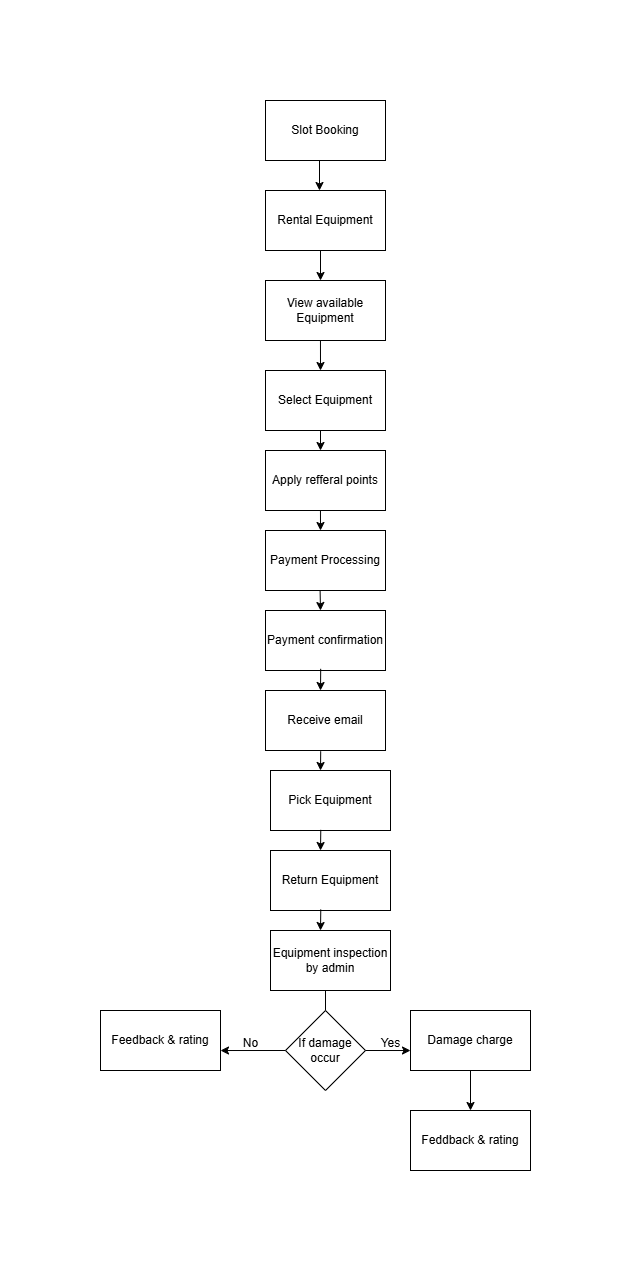 Slot Booking
Rental Equipment
View available
Equipment
Select Equipment
Apply refferal points
Payment Processing
Payment confirmation
Receive email
Pick Equipment
Return Equipment
Equipment inspection
by admin
Feedback & rating
No
If damage
occur
Yes
Damage charge
Feddback & rating